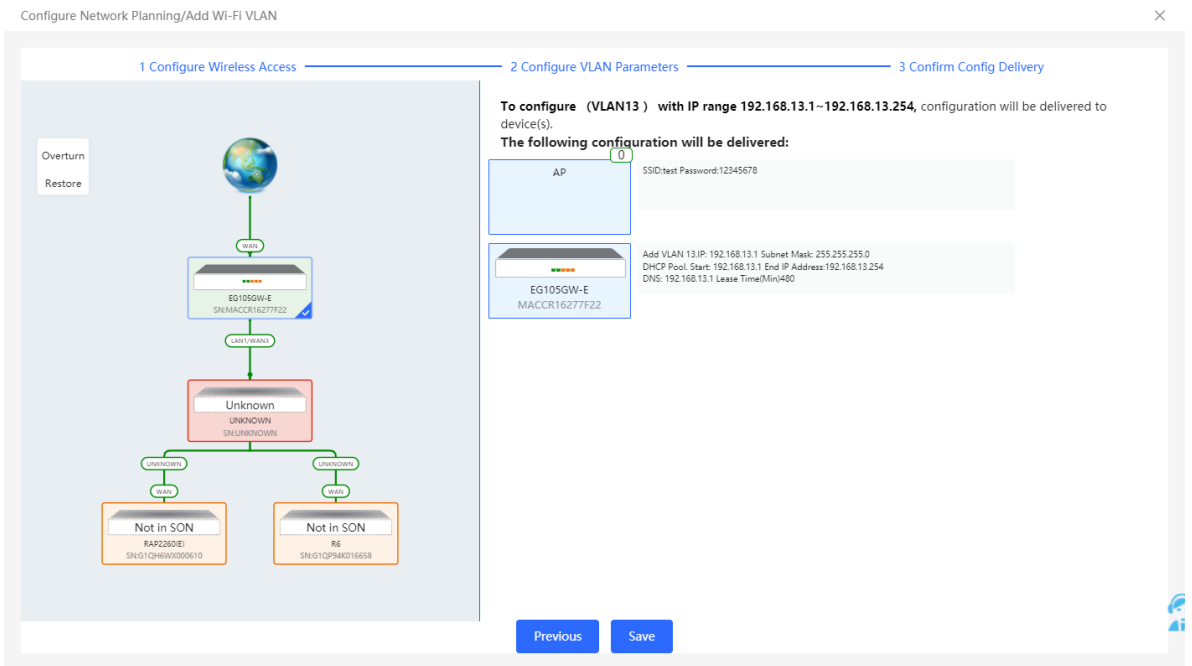 Configure Network Planning/Add Wi-Fi VLAN
1 Configure Wireless Access
2 Configure VLAN Parameters
3 Confirm Config Delivery
Overturn
Restore
WAN
EG105GW-E
SN:MACCR16277F22
LAN1/WAN3
Unknown
UNKNOWN
SN:UNKNOWN
UNKNOWN
UNKNOWN
WAN
WAN
Not in SON
RAP2260(E)
SN:G1QH6WX000610
Not in SON
R6
SN:G1QP94K016658
To configure （VLAN13 ） with IP range 192.168.13.1~192.168.13.254, configuration will be delivered to
device(s).
The following configuration will be delivered:
0
AP
SSID:test Password:12345678
EG105GW-E
MACCR16277F22
Add VLAN 13.IP: 192.168.13.1 Subnet Mask: 255.255.255.0
DHCP Pool. Start: 192.168.13.1 End IP Address:192.168.13.254
DNS: 192.168.13.1 Lease Time(Min)480
Previous
Save